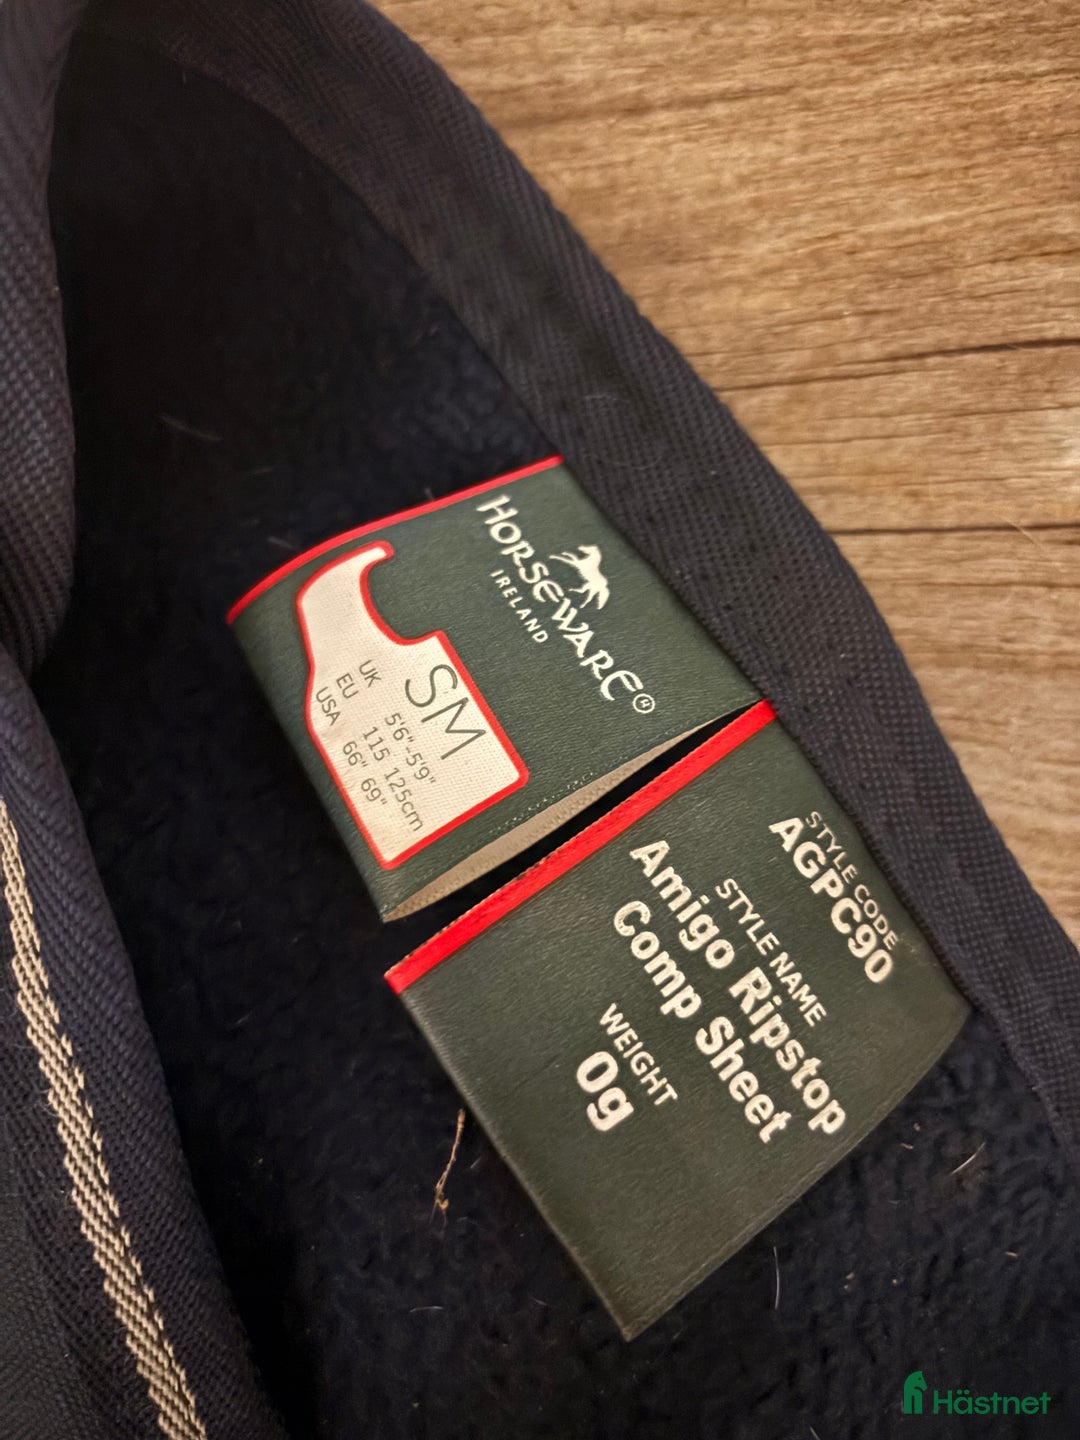 HORSEWARE®
IRELAND
SM
UK 5'6"-5'9"
EU 115 125cm
USA 66" 69"
STYLE CODE
AGPC90
STYLE NAME
Amigo Ripstop
Comp Sheet
WEIGHT
0g
Hästnet